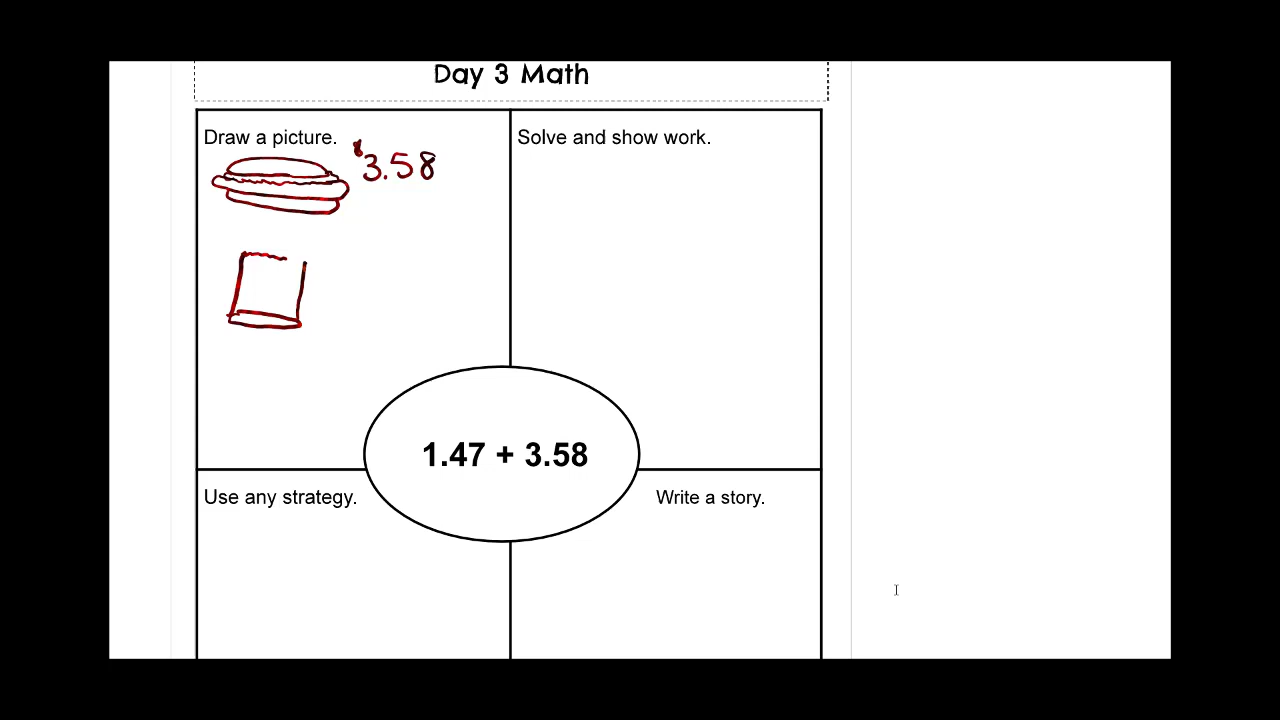 Day 3 Math
Draw a picture.
$3.58
Solve and show work.
1.47 + 3.58
Use any strategy.
Write a story.